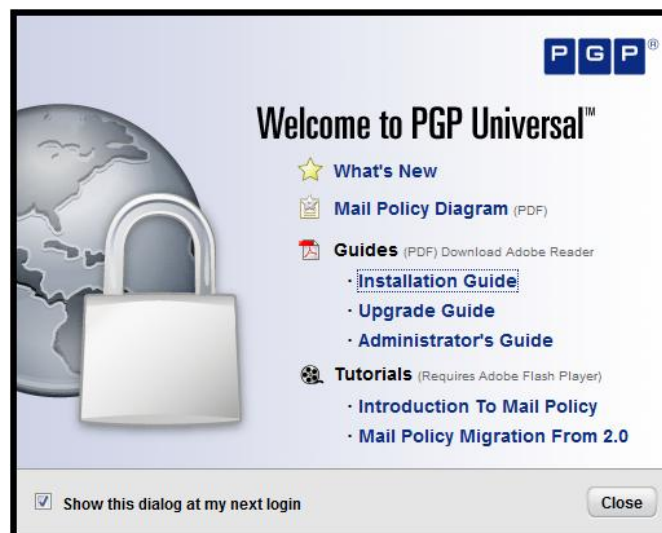 PGP®
Welcome to PGP Universal™
What's New
Mail Policy Diagram (PDF)
Guides (PDF) Download Adobe Reader
· Installation Guide
· Upgrade Guide
· Administrator's Guide
Tutorials (Requires Adobe Flash Player)
· Introduction To Mail Policy
· Mail Policy Migration From 2.0
Show this dialog at my next login
Close